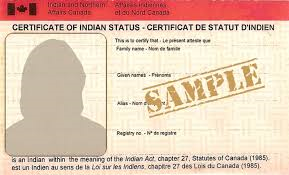 Indian and Northern Affairs Canada
Affaires indiennes et du Nord Canada
CERTIFICATE OF INDIAN STATUS - CERTIFICAT DE STATUT D'INDIEN
This is to certify that - Le présent atteste que
Family name - Nom de famille
Given names - Prénoms
SAMPLE
Alias - Nom d'
Registry no. - N° de registre
is an Indian within the meaning of the Indian Act, chapter 27, Statutes of Canada (1985).
est un Indien au sens de la Loi sur les Indiens, chapitre 27 des Lois du Canada (1985).